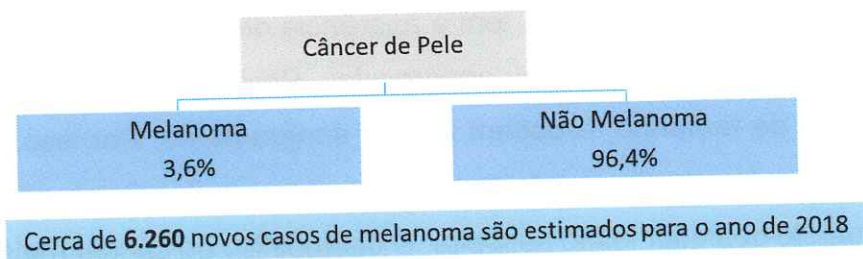 Câncer de Pele
Melanoma
3,6%
Não Melanoma
96,4%
Cerca de 6.260 novos casos de melanoma são estimados para o ano de 2018